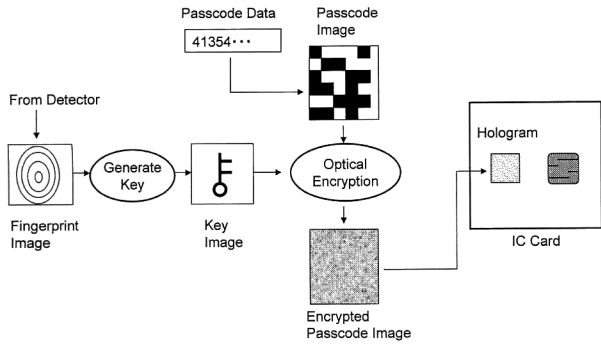 Passcode Data
41354···
Passcode
Image
From Detector
Generate
Key
Fingerprint
Image
Key
Image
Optical
Encryption
Encrypted
Passcode Image
Hologram
IC Card